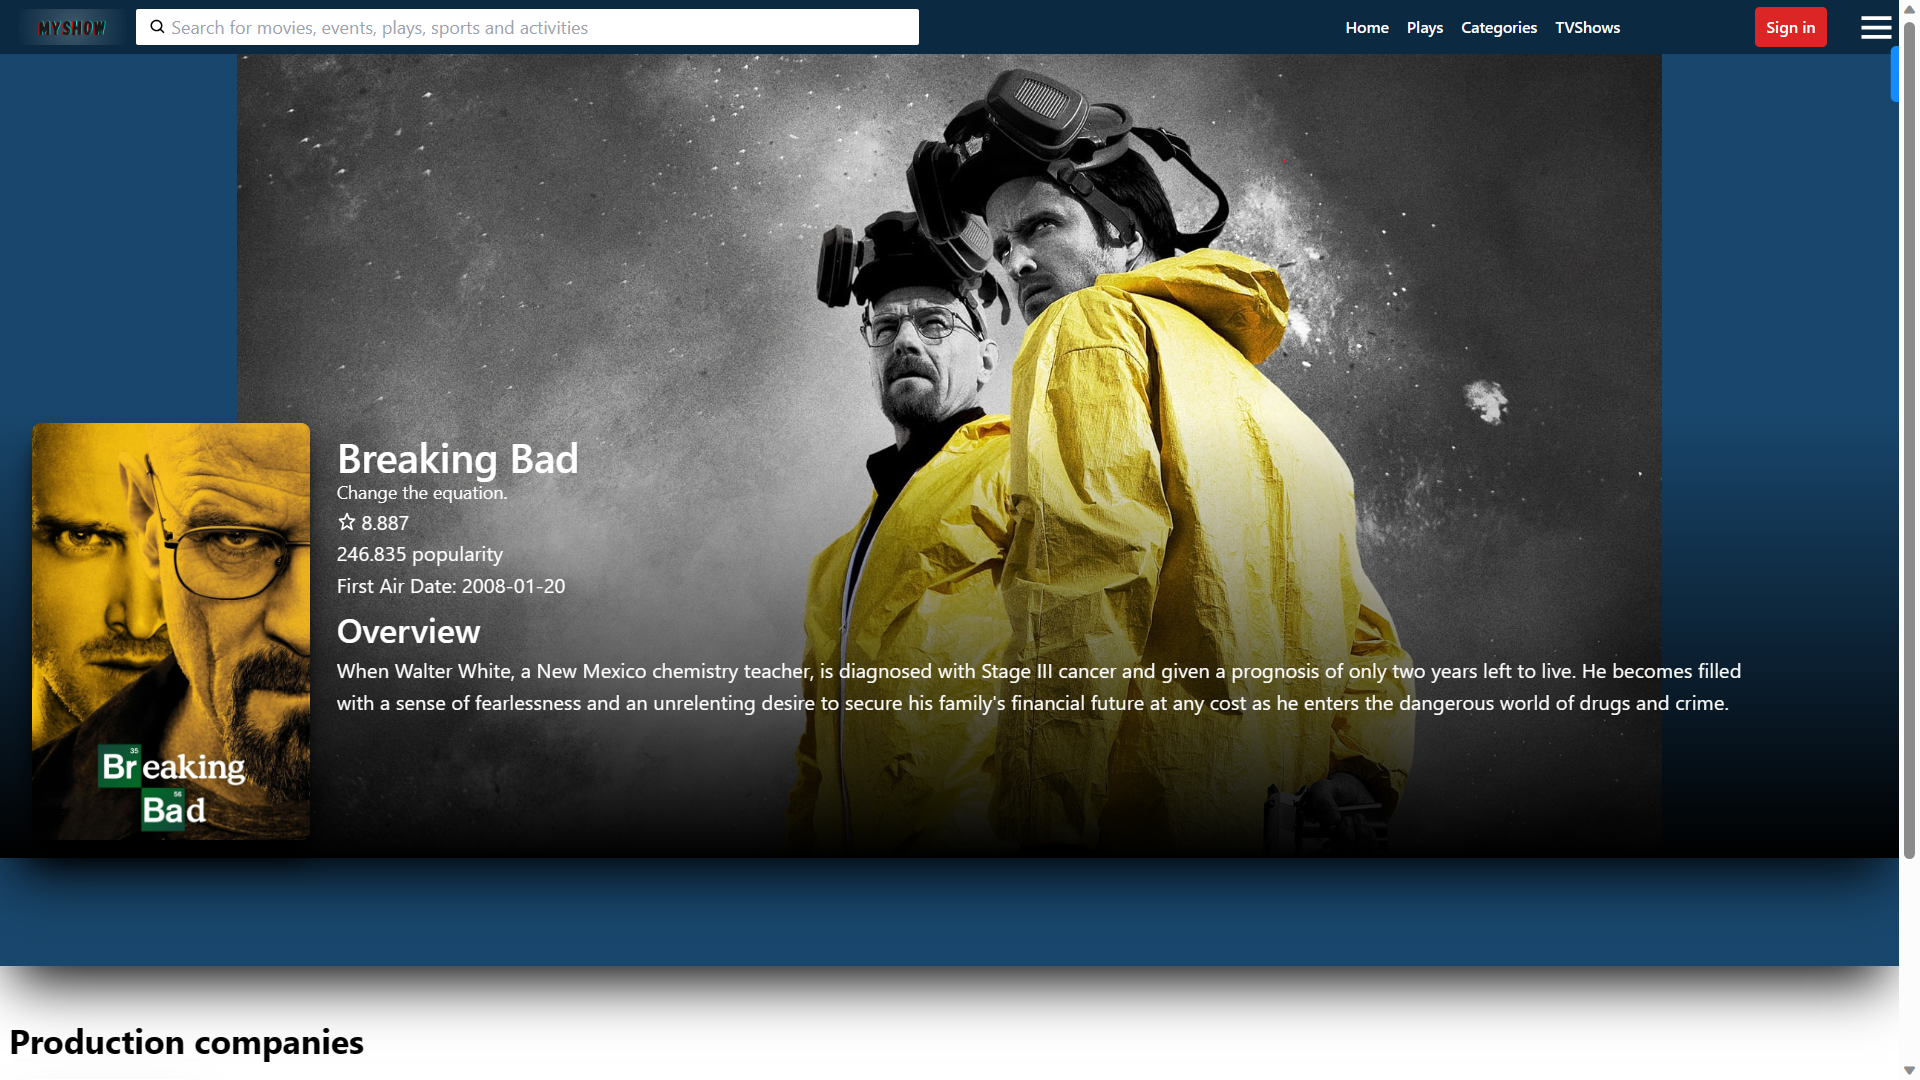 MYSHOW
Search for movies, events, plays, sports and activities
Home Plays Categories TVShows
Sign in
Breaking Bad
Change the equation.
8.887
246.835 popularity
First Air Date: 2008-01-20
Overview
When Walter White, a New Mexico chemistry teacher, is diagnosed with Stage III cancer and given a prognosis of only two years left to live. He becomes filled
with a sense of fearlessness and an unrelenting desire to secure his family's financial future at any cost as he enters the dangerous world of drugs and crime.
35
Breaking
56
Bad
Production companies